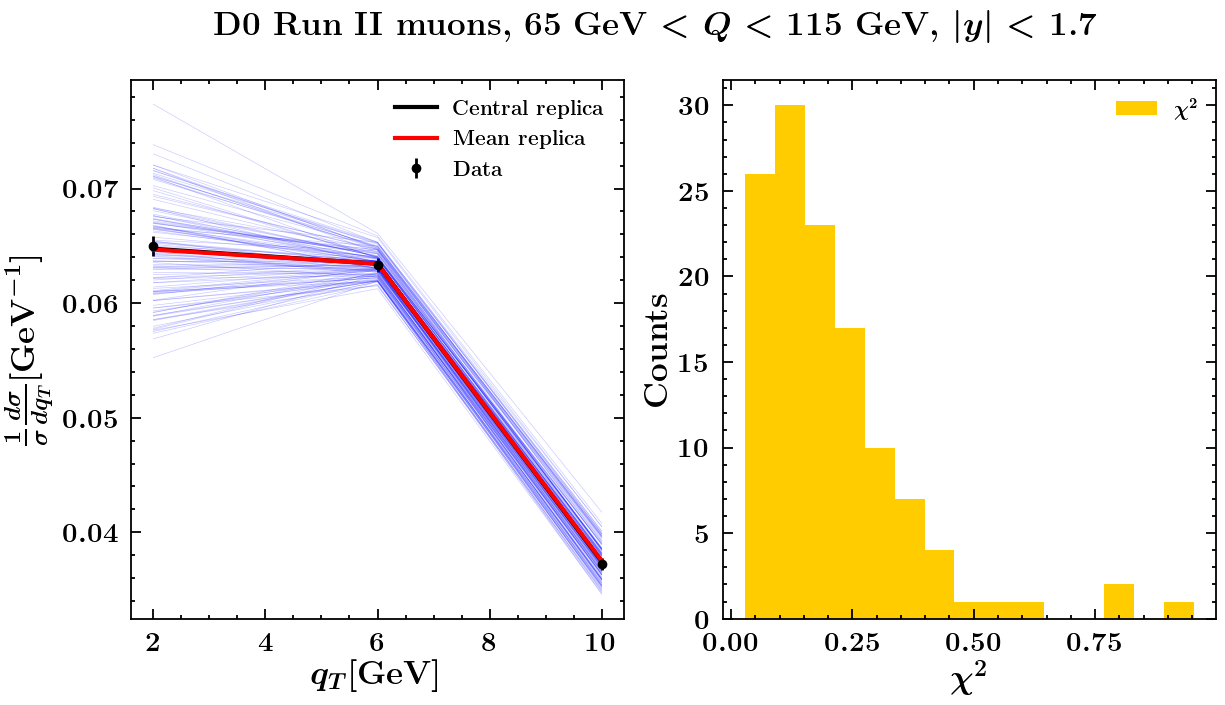 D0 Run II muons, 65 GeV < Q < 115 GeV, |y| < 1.7
Central replica
Mean replica
Data
0.07
0.06
0.05
0.04
2
4
6
8
10
q_T[GeV]
\frac{1}{σ}\frac{dσ}{dq_T}[GeV⁻¹]
χ²
30
25
20
15
10
5
0
0.00
0.25
0.50
0.75
χ²
Counts